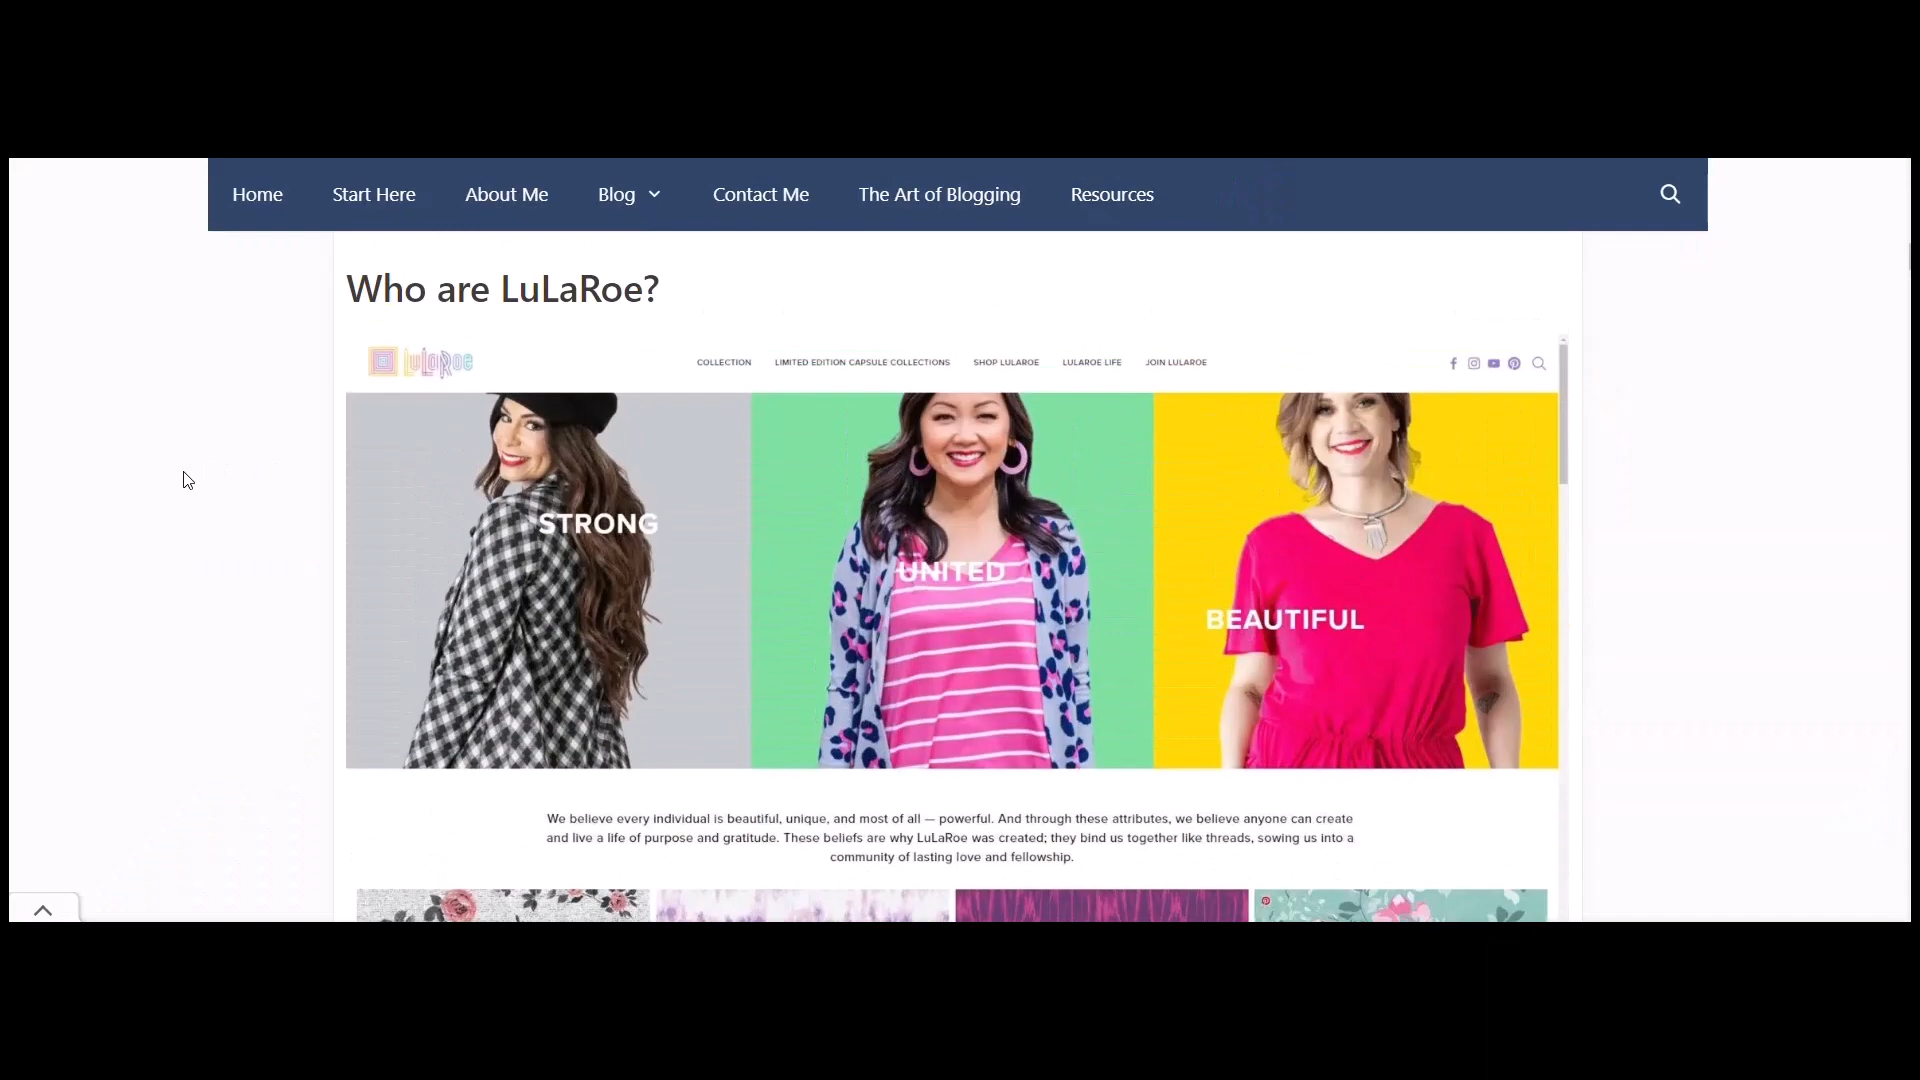 Home Start Here About Me Blog Contact Me The Art of Blogging Resources
Who are LuLaRoe?
LuLaRoe COLLECTION LIMITED EDITION CAPSULE COLLECTIONS SHOP LULAROE LULAROE LIFE JOIN LULAROE
STRONG
UNITED
BEAUTIFUL
We believe every individual is beautiful, unique, and most of all — powerful. And through these attributes, we believe anyone can create
and live a life of purpose and gratitude. These beliefs are why LuLaRoe was created; they bind us together like threads, sowing us into a
community of lasting love and fellowship.